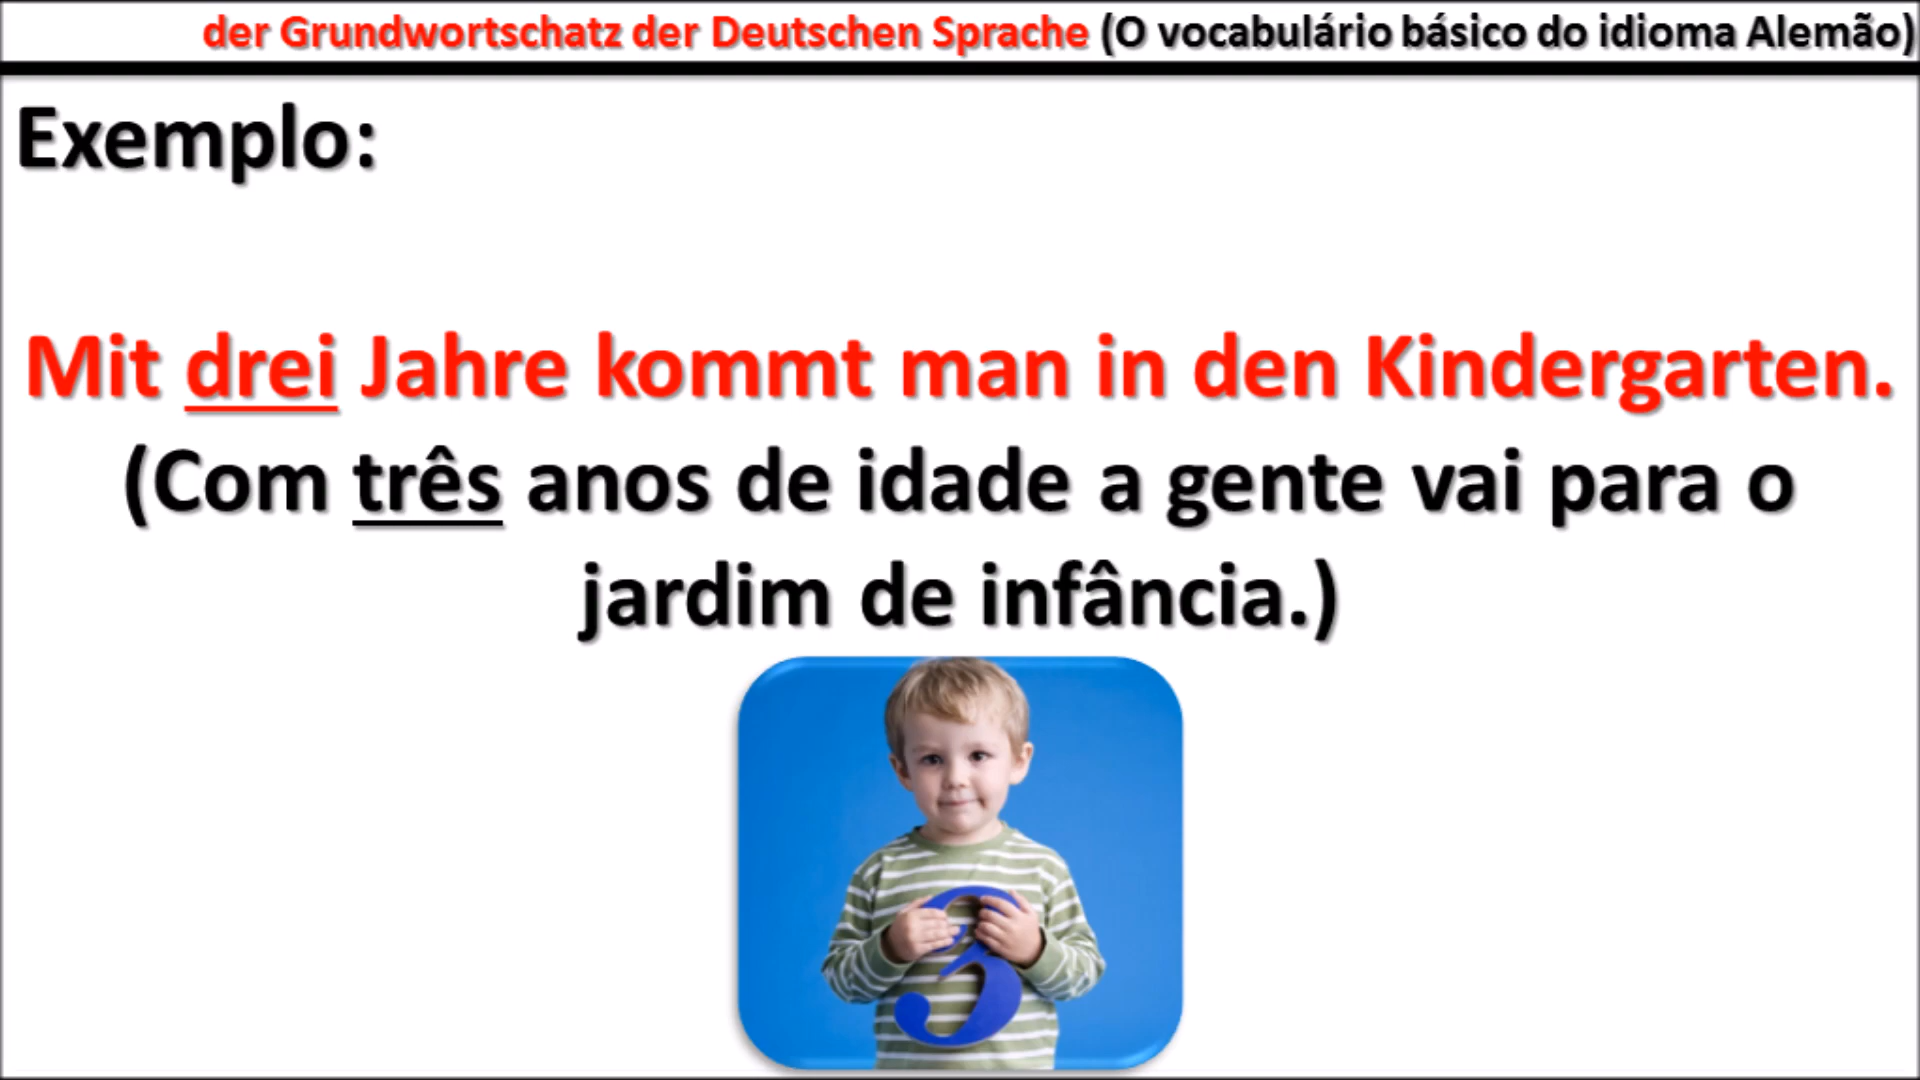 der Grundwortschatz der Deutschen Sprache (O vocabulário básico do idioma Alemão)
Exemplo:
Mit drei Jahre kommt man in den Kindergarten.
(Com três anos de idade a gente vai para o
jardim de infância.)
3